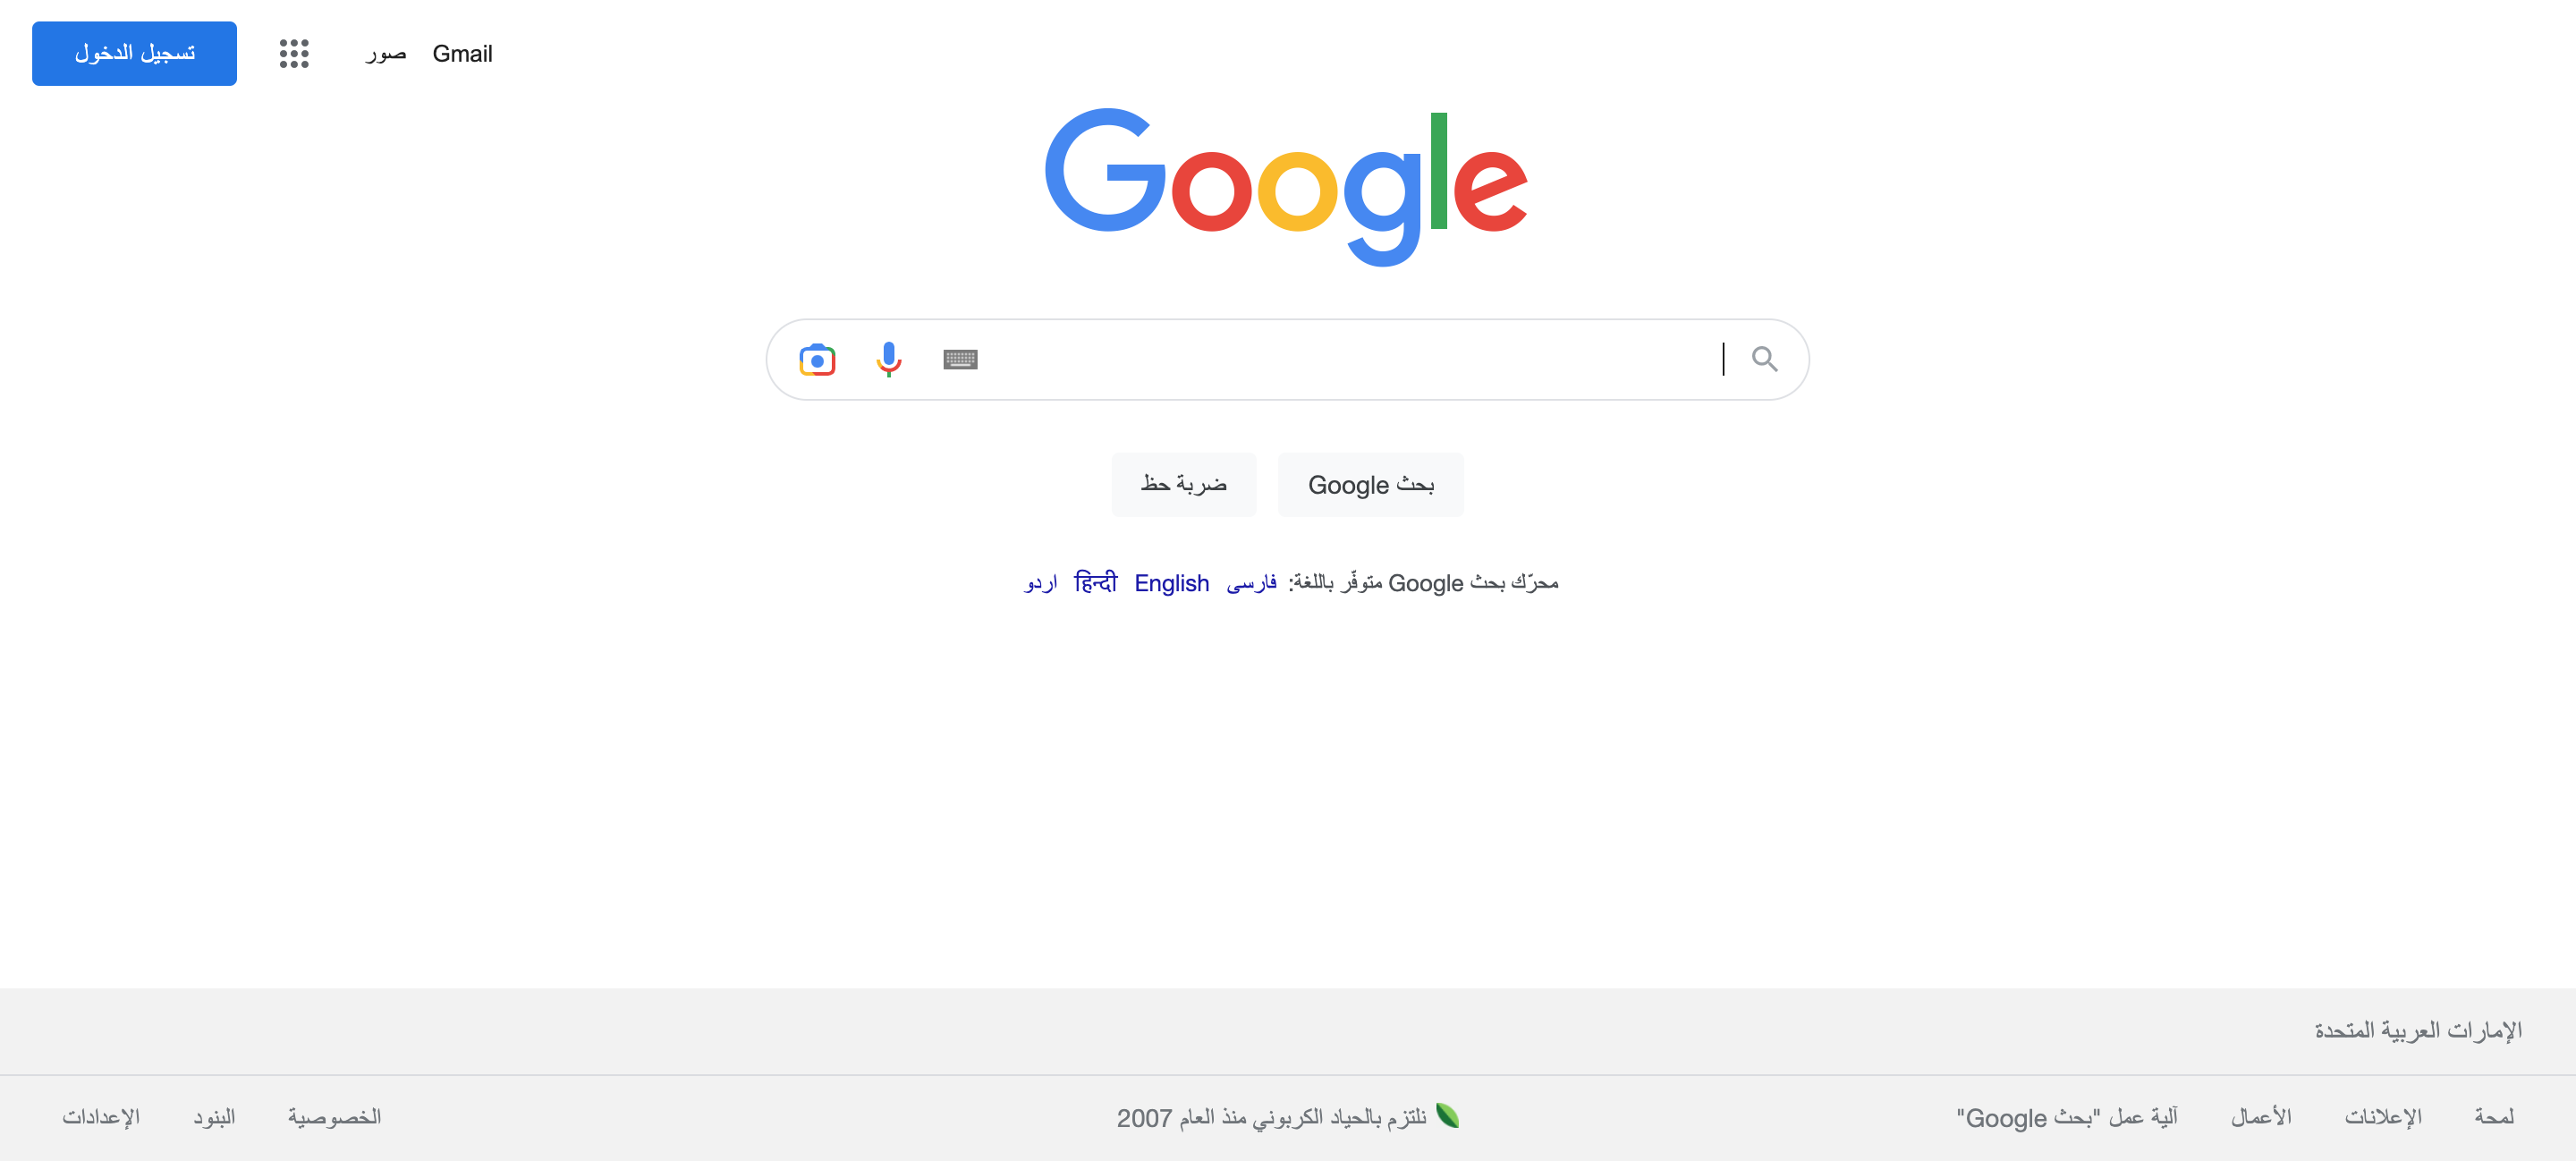 Gmail صور تسجيل الدخول
Google
بحث Google ضربة حظ
محرّك بحث Google متوفّر باللغة: فارسی English हिन्दी اردو
الإمارات العربية المتحدة
لمحة الإعلانات الأعمال آلية عمل "بحث Google" نلتزم بالحياد الكربوني منذ العام 2007 الخصوصية البنود الإعدادات